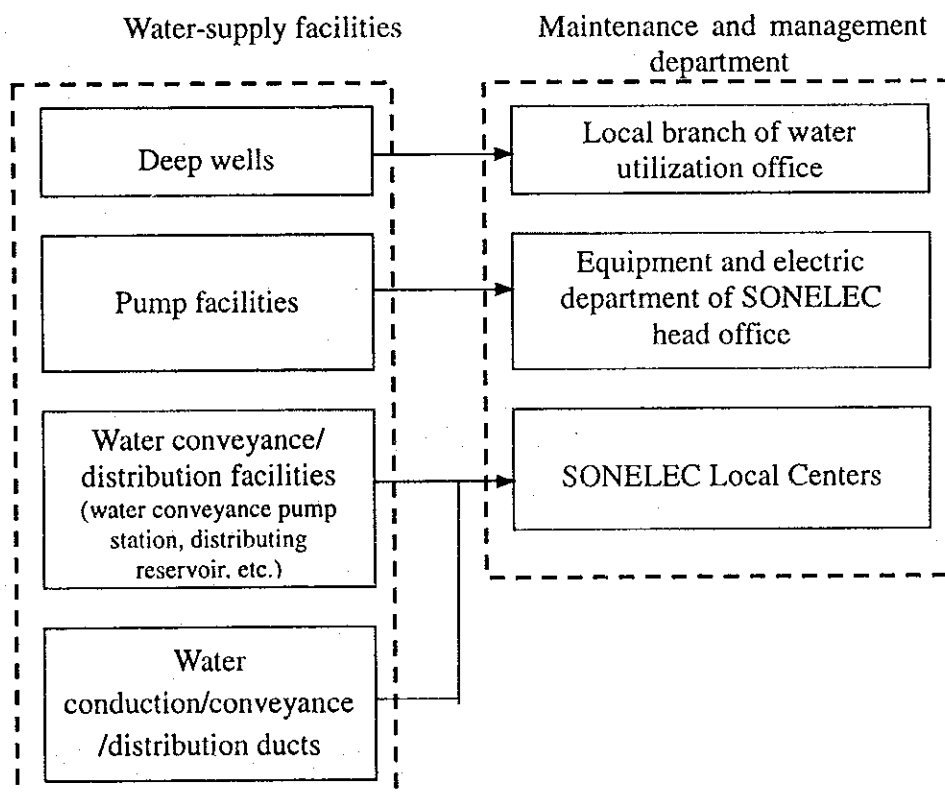 Water-supply facilities
Maintenance and management
department
Deep wells
Local branch of water
utilization office
Pump facilities
Equipment and electric
department of SONELEC
head office
Water conveyance/
distribution facilities
(water conveyance pump
station, distributing
reservoir, etc.)
SONELEC Local Centers
Water
conduction/conveyance
/distribution ducts